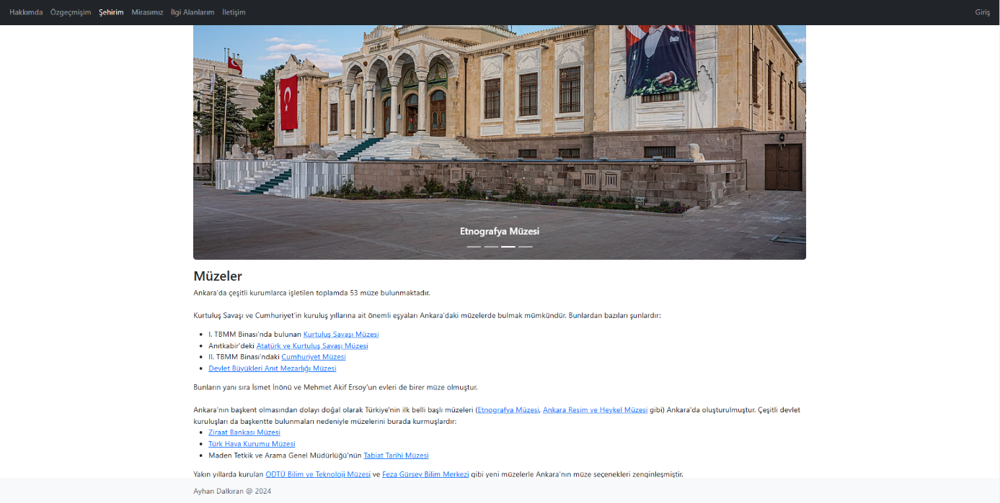 Hakkımda Özgeçmişim Şehirim Mirasımız İlgi Alanlarım İletişim Giriş
Etnografya Müzesi
Müzeler
Ankara'da çeşitli kurumlarca işletilen toplamda 53 müze bulunmaktadır.
Kurtuluş Savaşı ve Cumhuriyet'in kuruluş yıllarına ait önemli eşyaları Ankara'daki müzelerde bulmak mümkündür. Bunlardan bazıları şunlardır:
• I. TBMM Binası'nda bulunan Kurtuluş Savaşı Müzesi
• Anıtkabir'deki Atatürk ve Kurtuluş Savaşı Müzesi
• II. TBMM Binası'ndaki Cumhuriyet Müzesi
• Devlet Büyükleri Anıt Mezarlığı Müzesi
Bunların yanı sıra İsmet İnönü ve Mehmet Akif Ersoy'un evleri de birer müze olmuştur.
Ankara'nın başkent olmasından dolayı doğal olarak Türkiye'nin ilk belli başlı müzeleri (Etnografya Müzesi, Ankara Resim ve Heykel Müzesi gibi) Ankara'da oluşturulmuştur. Çeşitli devlet
kuruluşları da başkentte bulunmaları nedeniyle müzelerini burada kurmuşlardır:
• Ziraat Bankası Müzesi
• Türk Hava Kurumu Müzesi
• Maden Tetkik ve Arama Genel Müdürlüğü'nün Tabiat Tarihi Müzesi
Yakın yıllarda kurulan ODTÜ Bilim ve Teknoloji Müzesi ve Feza Gürsey Bilim Merkezi gibi yeni müzelerle Ankara'nın müze seçenekleri zenginleşmiştir.
Ayhan Dalkıran @ 2024